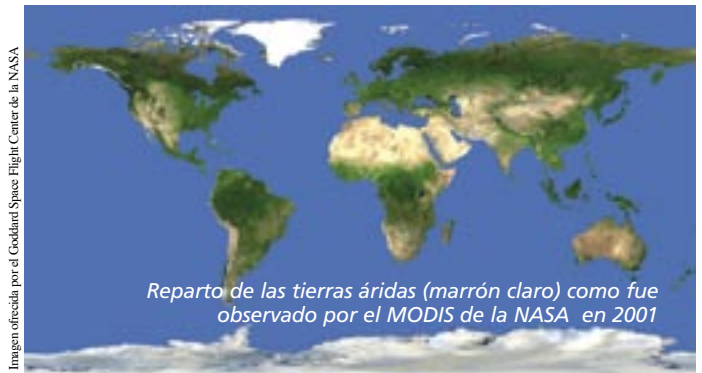 Imagen ofrecida por el Goddard Space Flight Center de la NASA
Reparto de las tierras áridas (marrón claro) como fue
observado por el MODIS de la NASA en 2001